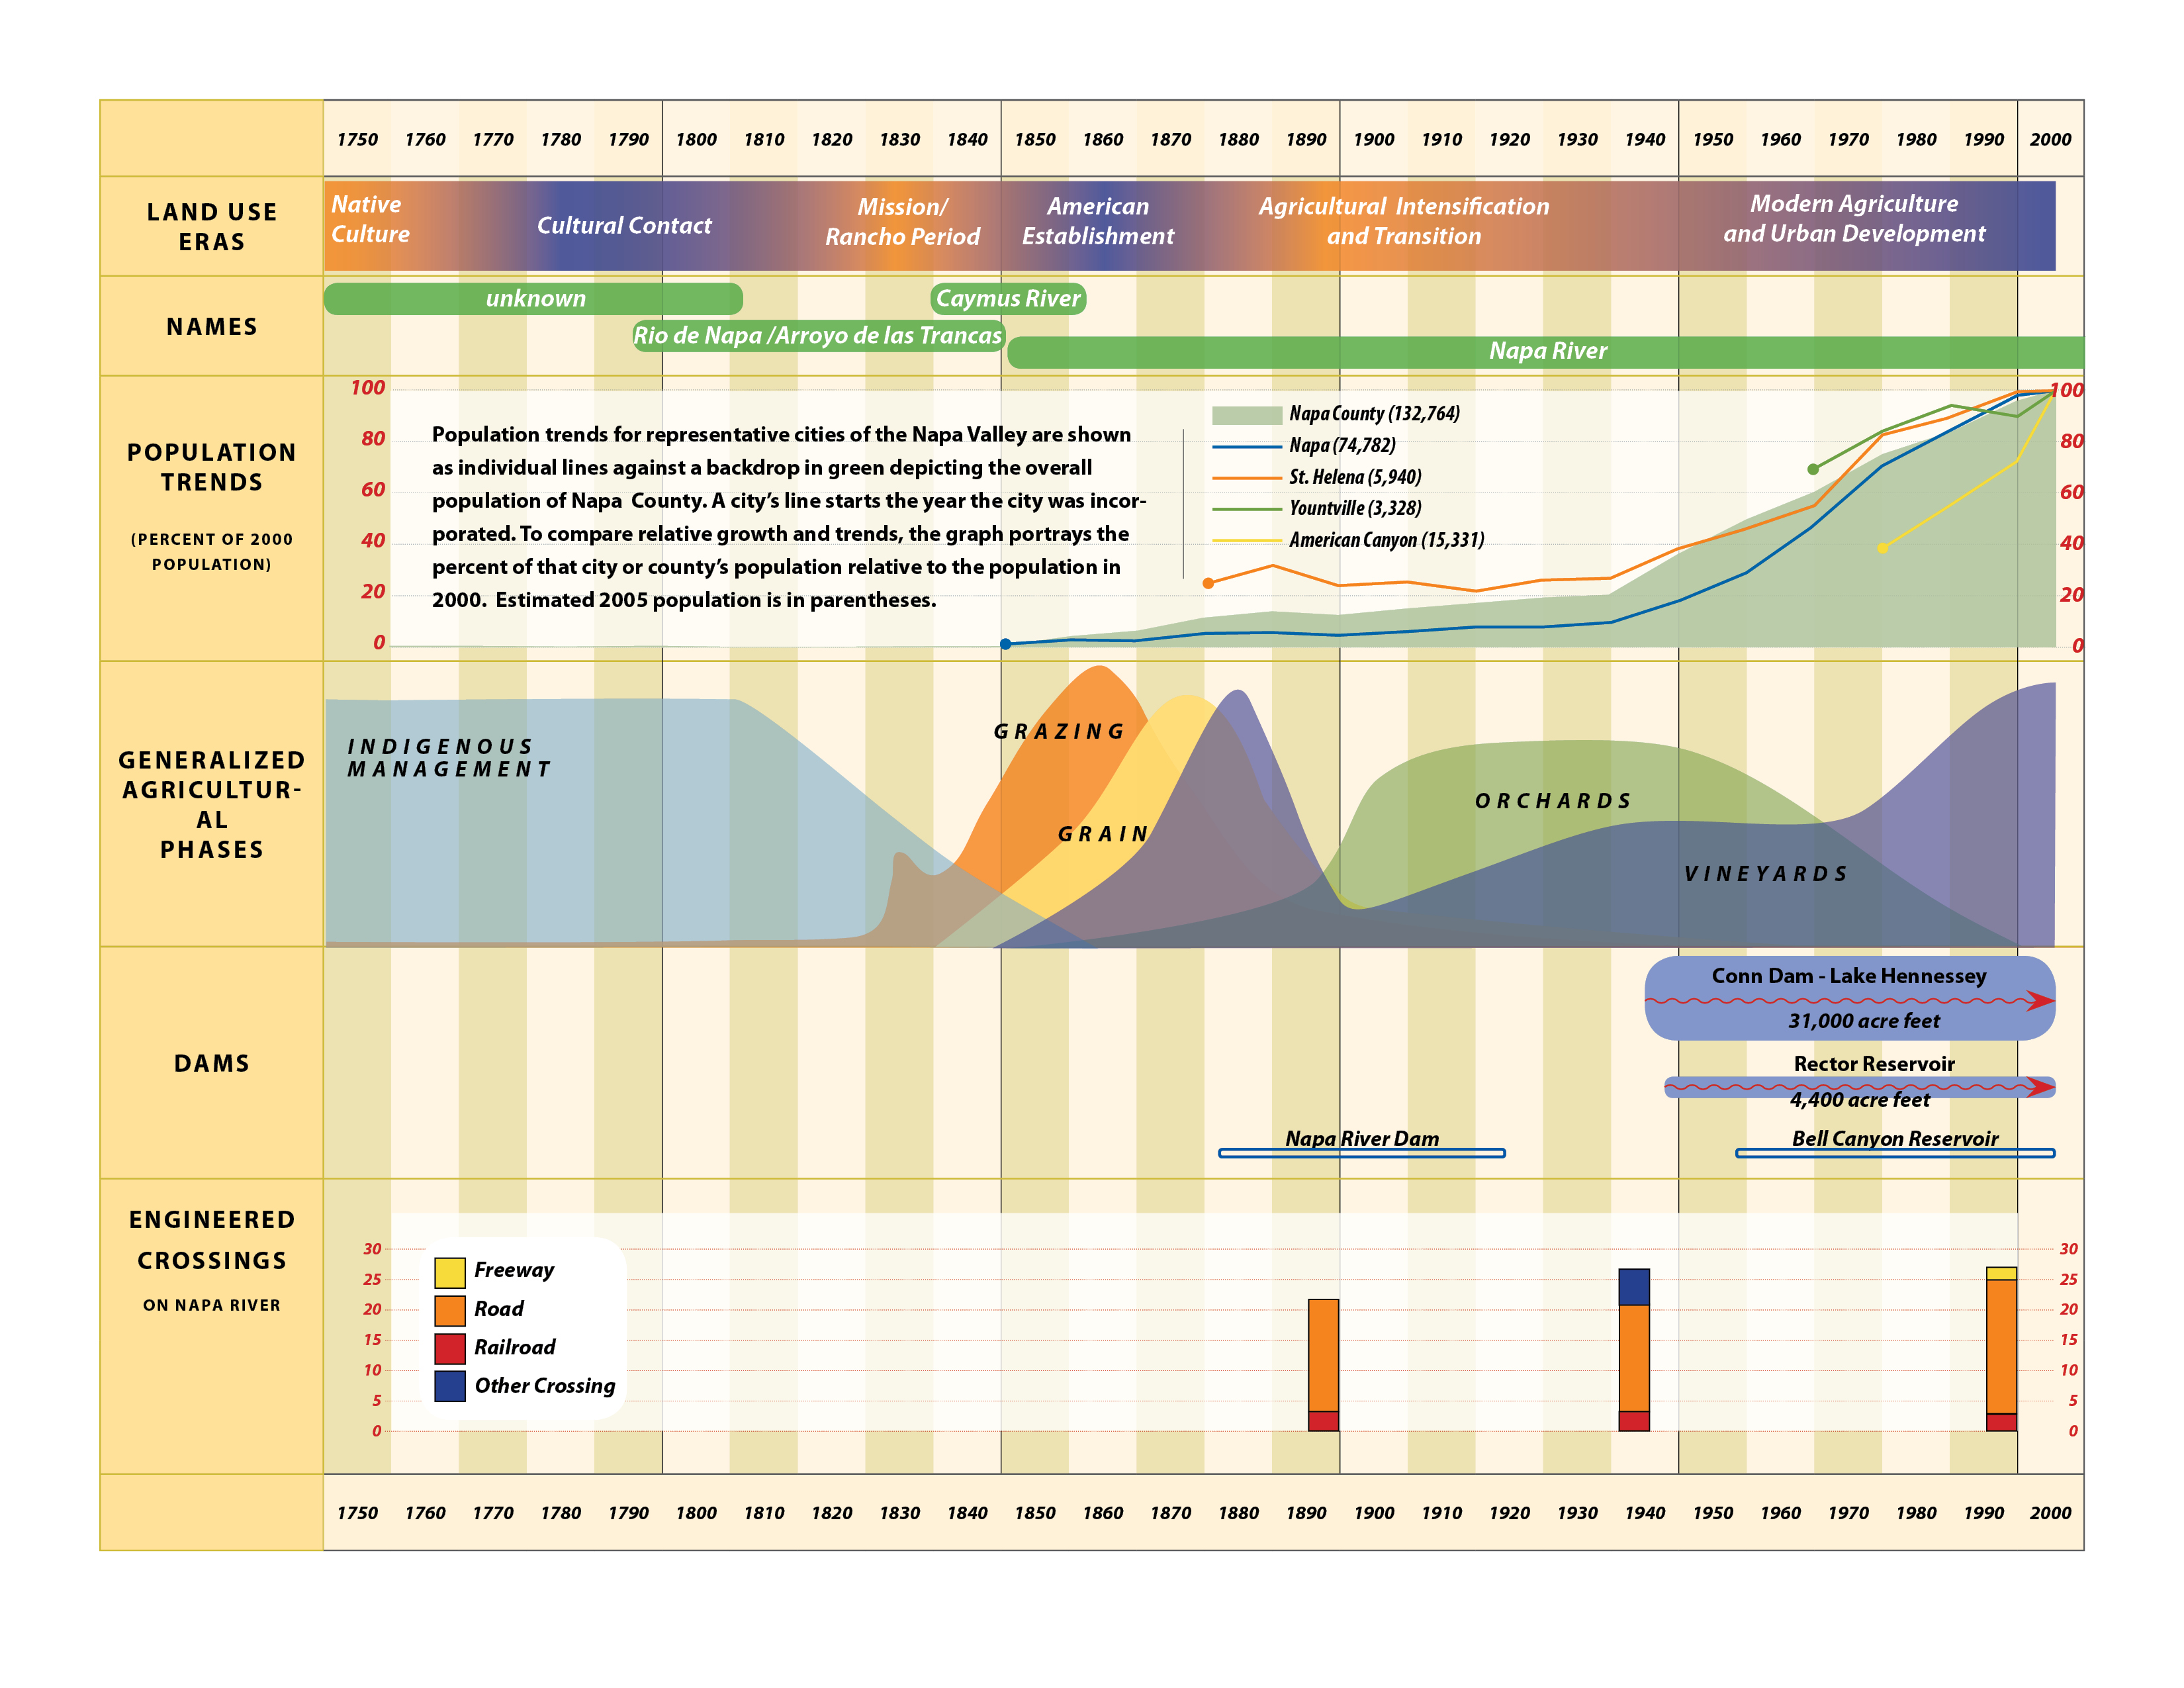 1750 1760 1770 1780 1790 1800 1810 1820 1830 1840 1850 1860 1870 1880 1890 1900 1910 1920 1930 1940 1950 1960 1970 1980 1990 2000
LAND USE
ERAS
Native
Culture
Cultural Contact
Mission/
Rancho Period
American
Establishment
Agricultural Intensification
and Transition
Modern Agriculture
and Urban Development
NAMES
unknown
Caymus River
Rio de Napa /Arroyo de las Trancas
Napa River
POPULATION
TRENDS
(PERCENT OF 2000
POPULATION)
100
80
60
40
20
0
Population trends for representative cities of the Napa Valley are shown
as individual lines against a backdrop in green depicting the overall
population of Napa County. A city's line starts the year the city was incor-
porated. To compare relative growth and trends, the graph portrays the
percent of that city or county's population relative to the population in
2000. Estimated 2005 population is in parentheses.
Napa County (132,764)
Napa (74,782)
St. Helena (5,940)
Yountville (3,328)
American Canyon (15,331)
100
80
60
40
20
0
GENERALIZED
AGRICULTUR-
AL
PHASES
INDIGENOUS
MANAGEMENT
GRAZING
GRAIN
ORCHARDS
VINEYARDS
DAMS
Conn Dam - Lake Hennessey
31,000 acre feet
Rector Reservoir
4,400 acre feet
Napa River Dam
Bell Canyon Reservoir
ENGINEERED
CROSSINGS
ON NAPA RIVER
30
25
20
15
10
5
0
Freeway
Road
Railroad
Other Crossing
30
25
20
15
10
5
0
1750 1760 1770 1780 1790 1800 1810 1820 1830 1840 1850 1860 1870 1880 1890 1900 1910 1920 1930 1940 1950 1960 1970 1980 1990 2000